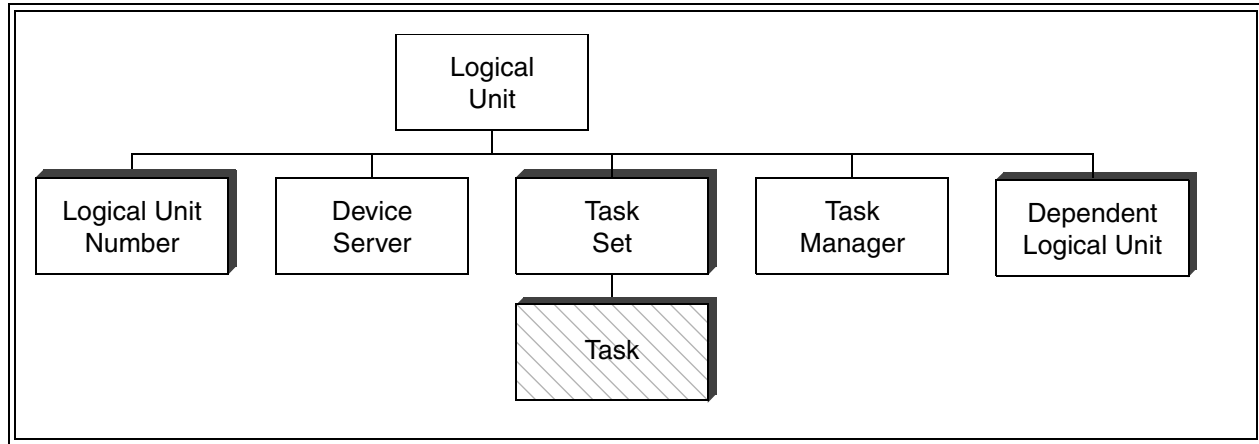 Logical
Unit
Logical Unit
Number
Device
Server
Task
Set
Task
Manager
Dependent
Logical Unit
Task